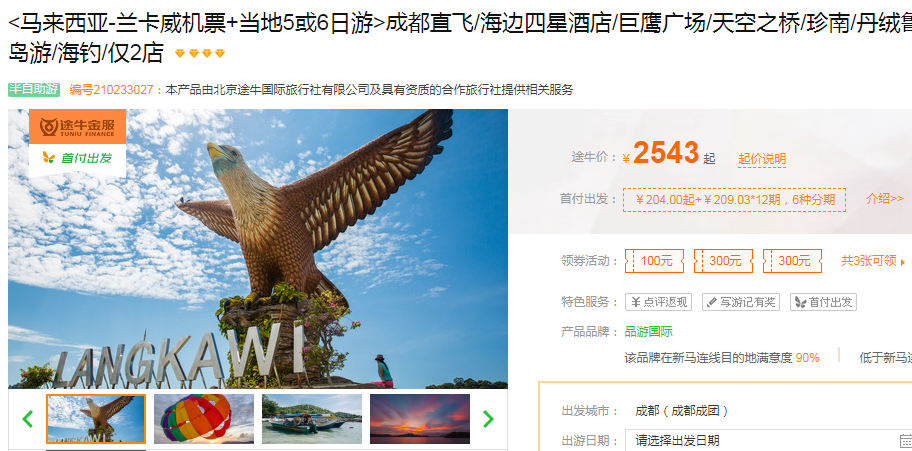 <马来西亚-兰卡威机票+当地5或6日游>成都直飞/海边四星酒店/巨鹰广场/天空之桥/珍南/丹绒鲁
岛游/海钓/仅2店
半自助游 编号210233027：本产品由北京途牛国际旅行社有限公司及具有资质的合作旅行社提供相关服务
途牛金服
TUNIU FINANCE
首付出发
LANGKAWI
途牛价： ¥ 2543 起 起价说明
首付出发： ￥204.00起+￥209.03*12期，6种分期 介绍>>
领券活动： 100元 300元 300元 共3张可领
特色服务： ¥ 点评返现 写游记有奖 首付出发
产品品牌： 品游国际
该品牌在新马连线目的地满意度 90% 低于新马连
出发城市： 成都（成都成团）
出游日期： 请选择出发日期